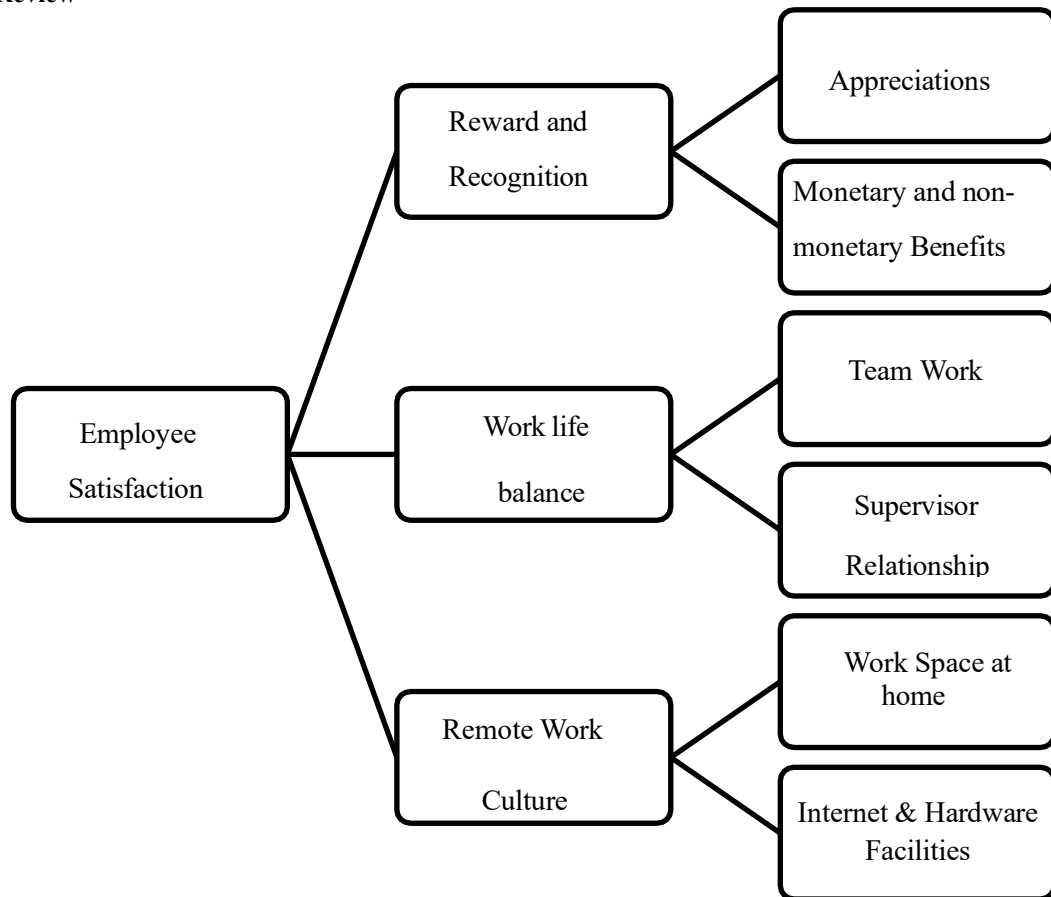 Appreciations
Reward and
Recognition
Monetary and non-
monetary Benefits
Team Work
Employee
Satisfaction
Work life
balance
Supervisor
Relationship
Work Space at
home
Remote Work
Culture
Internet & Hardware
Facilities